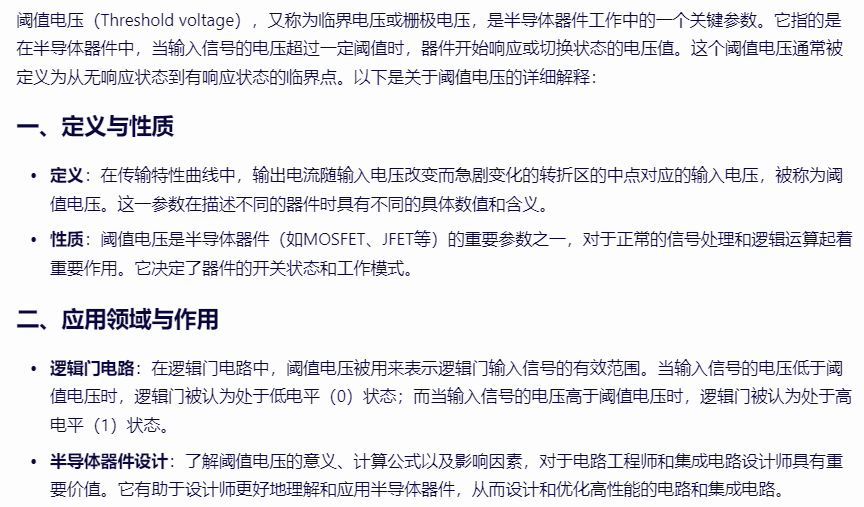 阈值电压（Threshold voltage），又称为临界电压或栅极电压，是半导体器件工作中的一个关键参数。它指的是
在半导体器件中，当输入信号的电压超过一定阈值时，器件开始响应或切换状态的电压值。这个阈值电压通常被
定义为从无响应状态到有响应状态的临界点。以下是关于阈值电压的详细解释：
一、定义与性质
• 定义：在传输特性曲线中，输出电流随输入电压改变而急剧变化的转折区的中点对应的输入电压，被称为阈
值电压。这一参数在描述不同的器件时具有不同的具体数值和含义。
• 性质：阈值电压是半导体器件（如MOSFET、JFET等）的重要参数之一，对于正常的信号处理和逻辑运算起着
重要作用。它决定了器件的开关状态和工作模式。
二、应用领域与作用
• 逻辑门电路：在逻辑门电路中，阈值电压被用来表示逻辑门输入信号的有效范围。当输入信号的电压低于阈
值电压时，逻辑门被认为处于低电平（0）状态；而当输入信号的电压高于阈值电压时，逻辑门被认为处于高
电平（1）状态。
• 半导体器件设计：了解阈值电压的意义、计算公式以及影响因素，对于电路工程师和集成电路设计师具有重
要价值。它有助于设计师更好地理解和应用半导体器件，从而设计和优化高性能的电路和集成电路。